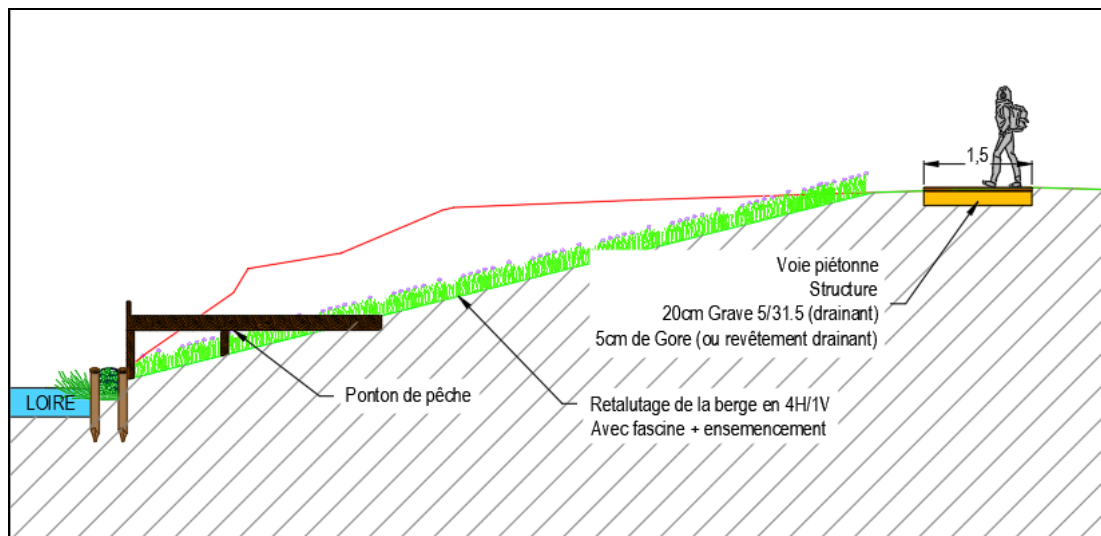 1,5
Voie piétonne
Structure
20cm Grave 5/31.5 (drainant)
5cm de Gore (ou revêtement drainant)
Ponton de pêche
LOIRE
Retalutage de la berge en 4H/1V
Avec fascine + ensemencement